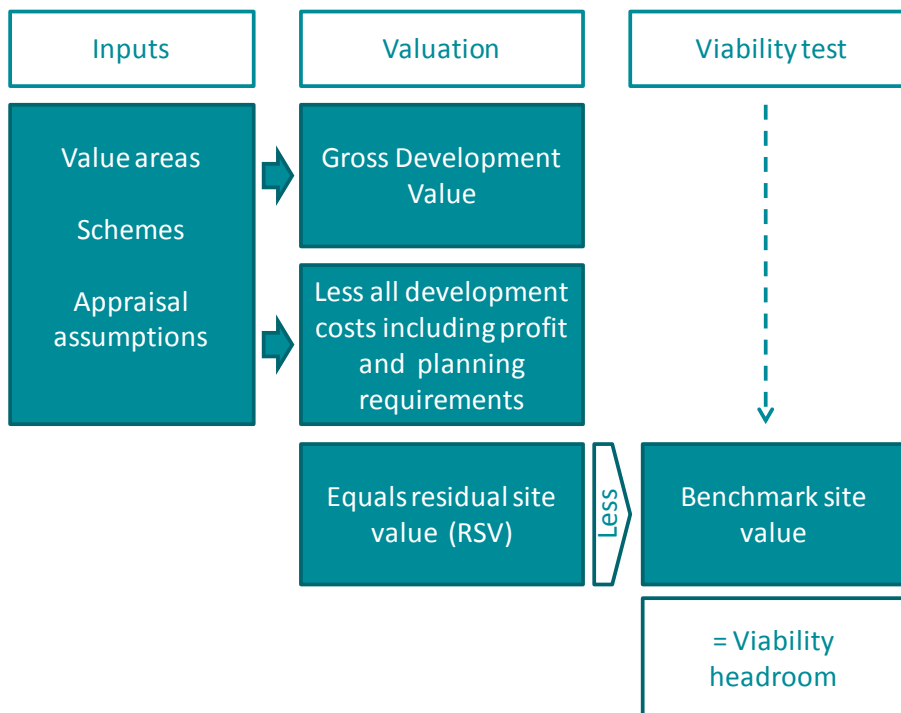 Inputs
Valuation
Viability test
Value areas
Schemes
Appraisal
assumptions
Gross Development
Value
Less all development
costs including profit
and planning
requirements
Equals residual site
value (RSV)
Less
Benchmark site
value
= Viability
headroom